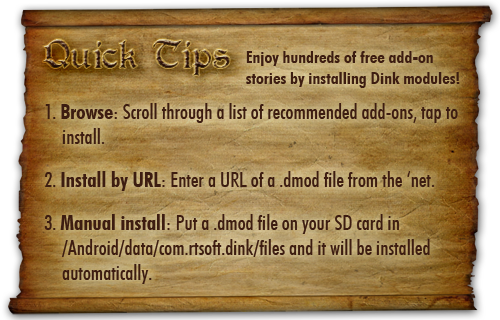 Quick Tips
Enjoy hundreds of free add-on
stories by installing Dink modules!
1. Browse: Scroll through a list of recommended add-ons, tap to
install.
2. Install by URL: Enter a URL of a .dmod file from the ‘net.
3. Manual install: Put a .dmod file on your SD card in
/Android/data/com.rtsoft.dink/files and it will be installed
automatically.